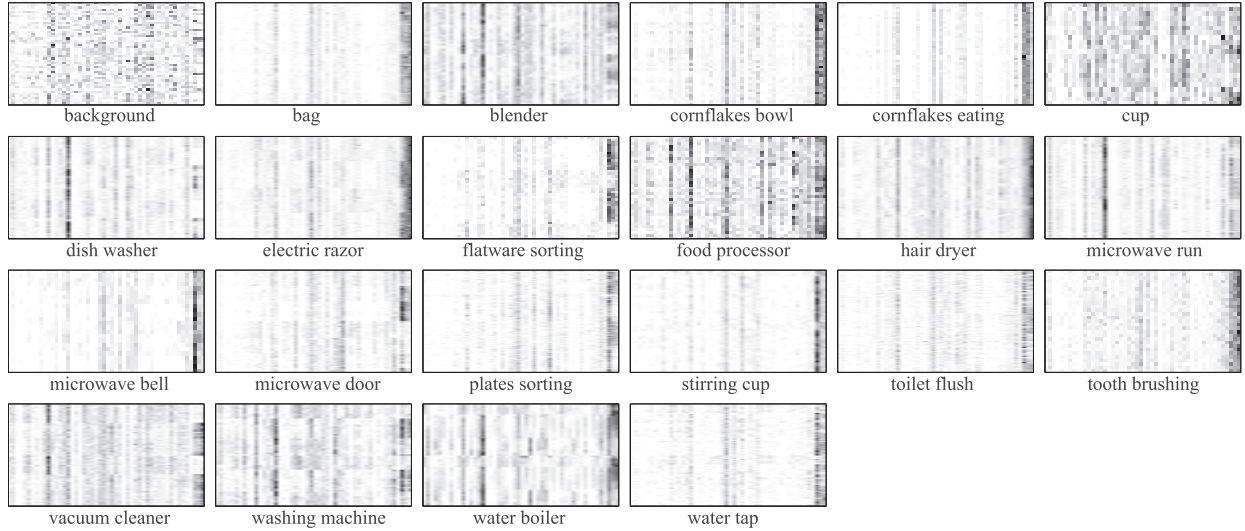 background bag blender cornflakes bowl cornflakes eating cup
dish washer electric razor flatware sorting food processor hair dryer microwave run
microwave bell microwave door plates sorting stirring cup toilet flush tooth brushing
vacuum cleaner washing machine water boiler water tap